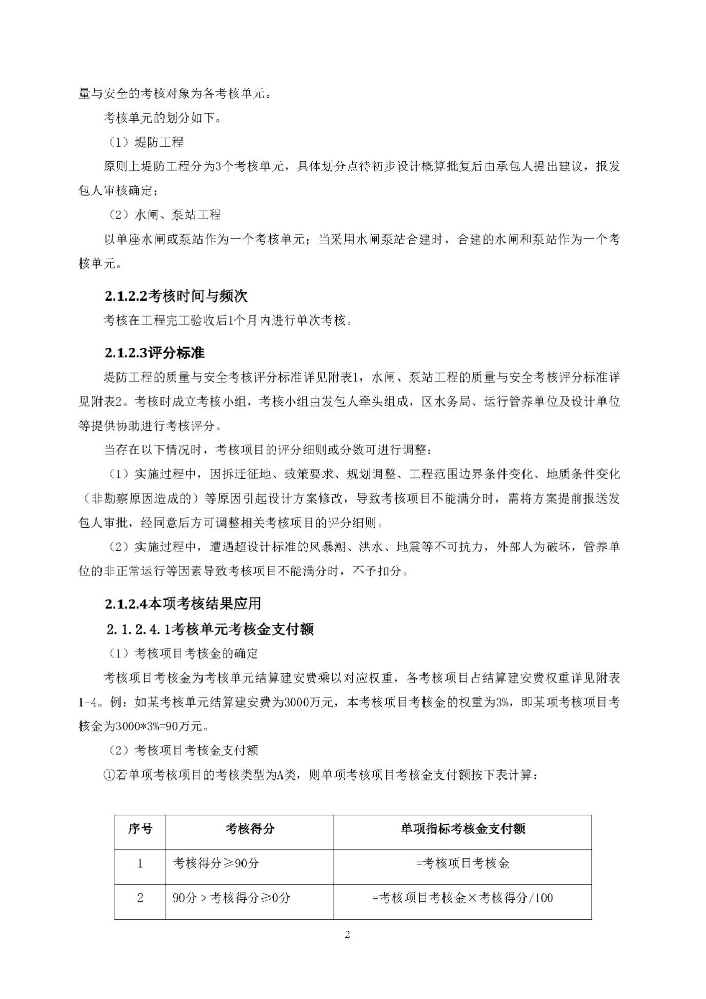 量与安全的考核对象为各考核单元。
考核单元的划分如下。
（1）堤防工程
原则上堤防工程分为3个考核单元，具体划分点待初步设计概算批复后由承包人提出建议，报发
包人审核确定；
（2）水闸、泵站工程
以单座水闸或泵站作为一个考核单元；当采用水闸泵站合建时，合建的水闸和泵站作为一个考
核单元。
2.1.2.2考核时间与频次
考核在工程完工验收后1个月内进行单次考核。
2.1.2.3评分标准
堤防工程的质量与安全考核评分标准详见附表1，水闸、泵站工程的质量与安全考核评分标准详
见附表2。考核时成立考核小组，考核小组由发包人牵头组成，区水务局、运行管养单位及设计单位
等提供协助进行考核评分。
当存在以下情况时，考核项目的评分细则或分数可进行调整：
（1）实施过程中，因拆迁征地、政策要求、规划调整、工程范围边界条件变化、地质条件变化
（非勘察原因造成的）等原因引起设计方案修改，导致考核项目不能满分时，需将方案提前报送发
包人审批，经同意后方可调整相关考核项目的评分细则。
（2）实施过程中，遭遇超设计标准的风暴潮、洪水、地震等不可抗力，外部人为破坏，管养单
位的非正常运行等因素导致考核项目不能满分时，不予扣分。
2.1.2.4本项考核结果应用
2.1.2.4.1考核单元考核金支付额
（1）考核项目考核金的确定
考核项目考核金为考核单元结算建安费乘以对应权重，各考核项目占结算建安费权重详见附表
1-4。例：如某考核单元结算建安费为3000万元，本考核项目考核金的权重为3%，即某项考核项目考
核金为3000*3%=90万元。
（2）考核项目考核金支付额
①若单项考核项目的考核类型为A类，则单项考核项目考核金支付额按下表计算：
序号 考核得分 单项指标考核金支付额
1 考核得分≥90分 =考核项目考核金
2 90分＞考核得分≥0分 =考核项目考核金×考核得分/100
2